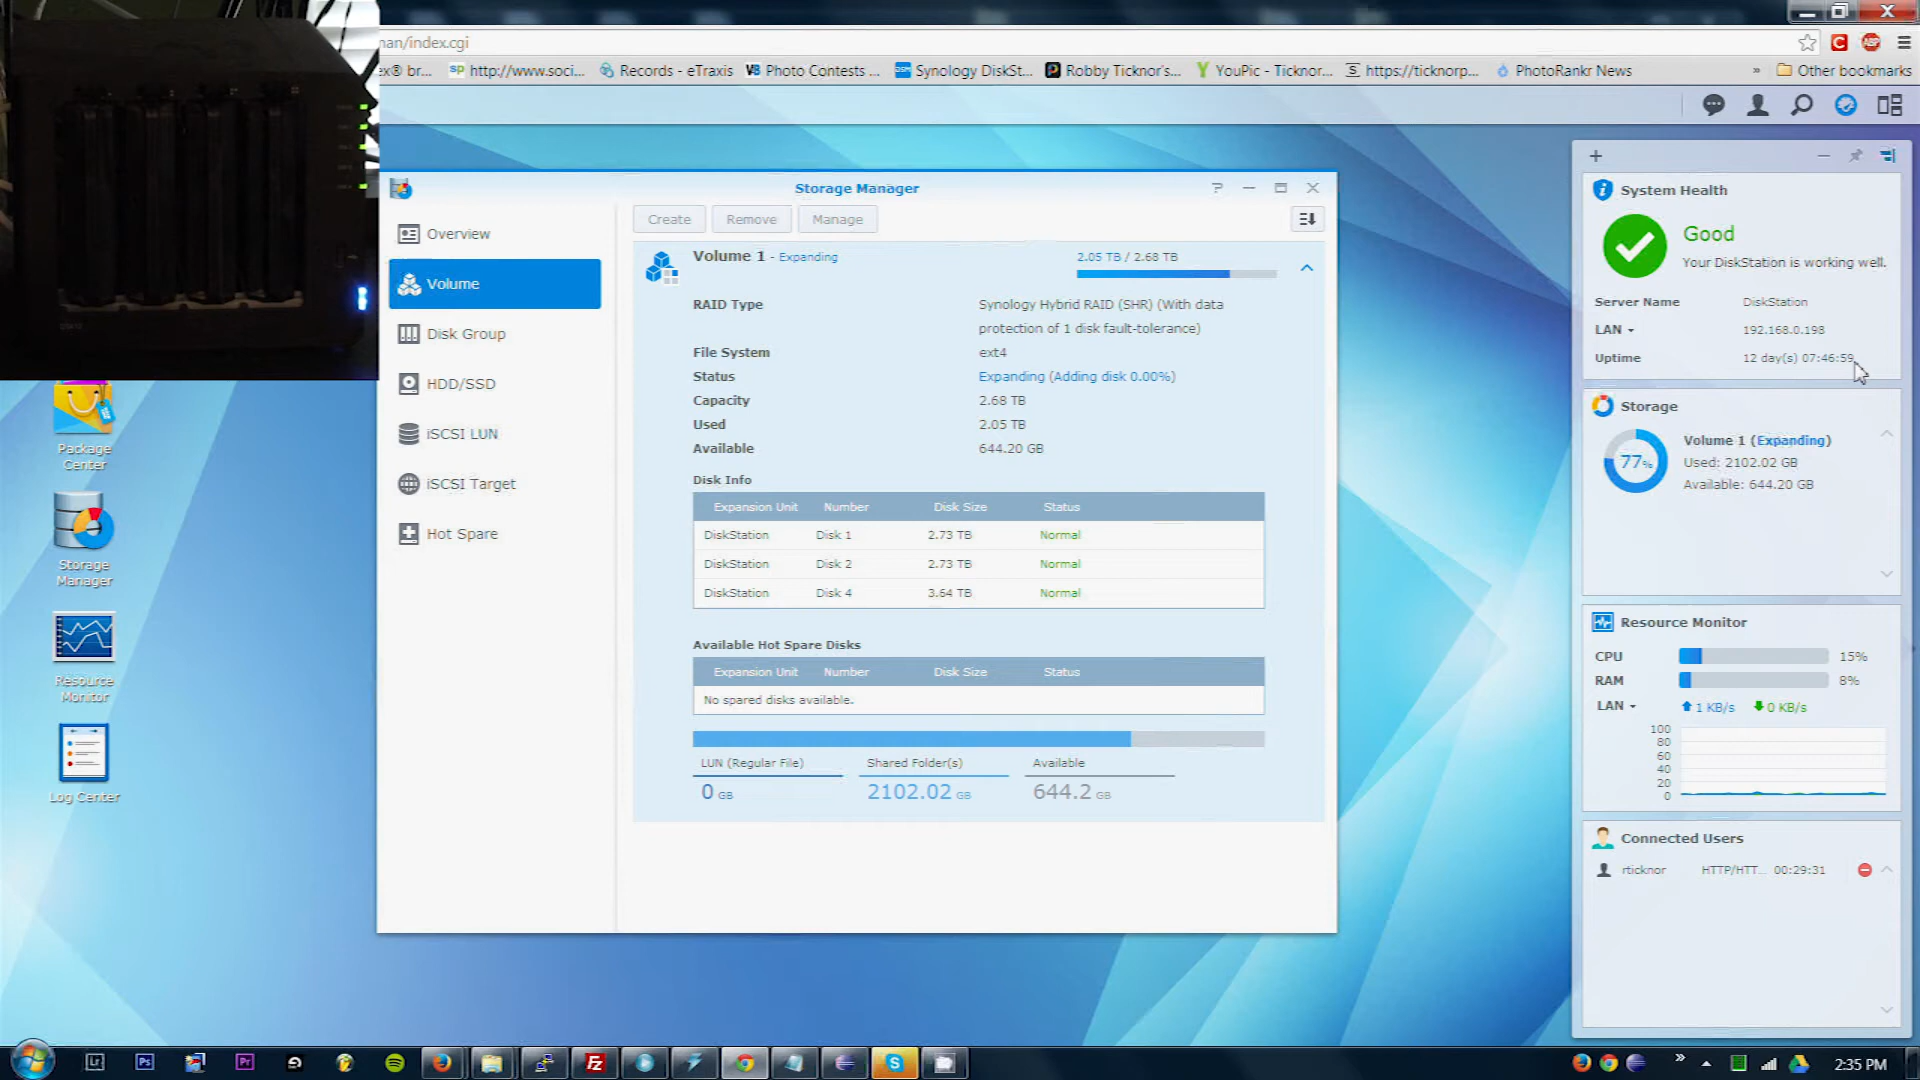 man/index.cgi
ex® br...
http://www.soci...
Records - eTraxis
Photo Contests ...
Synology DiskSt...
Robby Ticknor's...
YouPic - Ticknor...
https://ticknorp...
PhotoRankr News
»
Other bookmarks
Storage Manager
Overview
Volume
Disk Group
HDD/SSD
iSCSI LUN
iSCSI Target
Hot Spare
Create
Remove
Manage
Volume 1 - Expanding
2.05 TB / 2.68 TB
RAID Type
Synology Hybrid RAID (SHR) (With data
protection of 1 disk fault-tolerance)
File System
ext4
Status
Expanding (Adding disk 0.00%)
Capacity
2.68 TB
Used
2.05 TB
Available
644.20 GB
Disk Info
Expansion Unit Number Disk Size Status
DiskStation Disk 1 2.73 TB Normal
DiskStation Disk 2 2.73 TB Normal
DiskStation Disk 4 3.64 TB Normal
Available Hot Spare Disks
Expansion Unit Number Disk Size Status
No spared disks available.
LUN (Regular File) Shared Folder(s) Available
0 GB 2102.02 GB 644.2 GB
System Health
Good
Your DiskStation is working well.
Server Name DiskStation
LAN 192.168.0.198
Uptime 12 day(s) 07:46:59
Storage
77%
Volume 1 (Expanding)
Used: 2102.02 GB
Available: 644.20 GB
Resource Monitor
CPU 15%
RAM 8%
LAN 1 KB/s 0 KB/s
100
80
60
40
20
0
Connected Users
rticknor HTTP/HTT... 00:29:31
Package
Center
Storage
Manager
Resource
Monitor
Log Center
Lr
Ps
Pr
Fz
S
»
2:35 PM